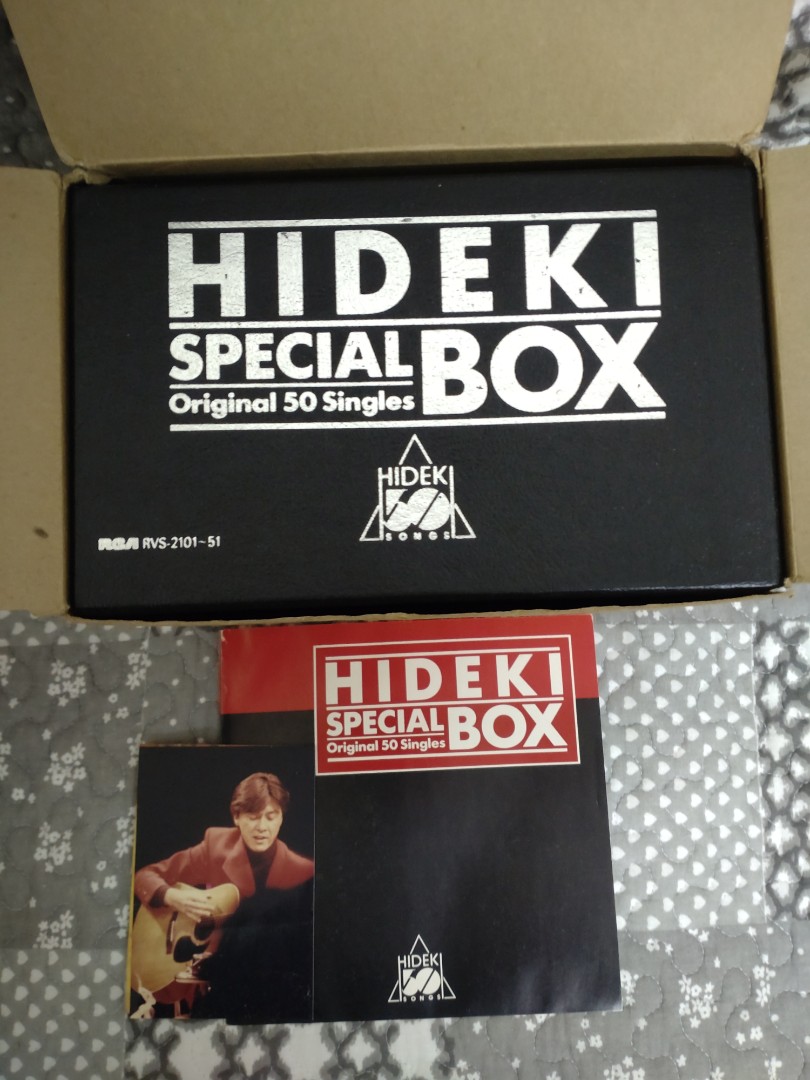 HIDEKI
SPECIAL BOX
Original 50 Singles
HIDEKI
50
SONGS
RCA RVS-2101~51
HIDEKI
SPECIAL BOX
Original 50 Singles
HIDEKI
50
SONGS